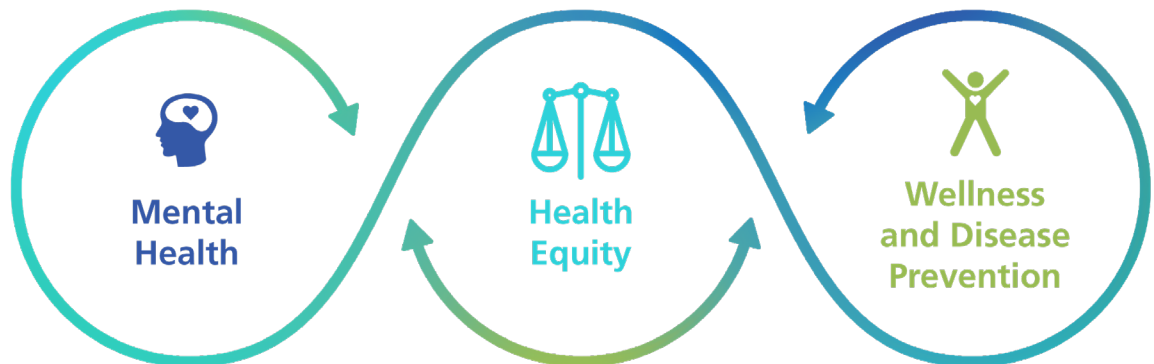 Mental
Health
Health
Equity
Wellness
and Disease
Prevention